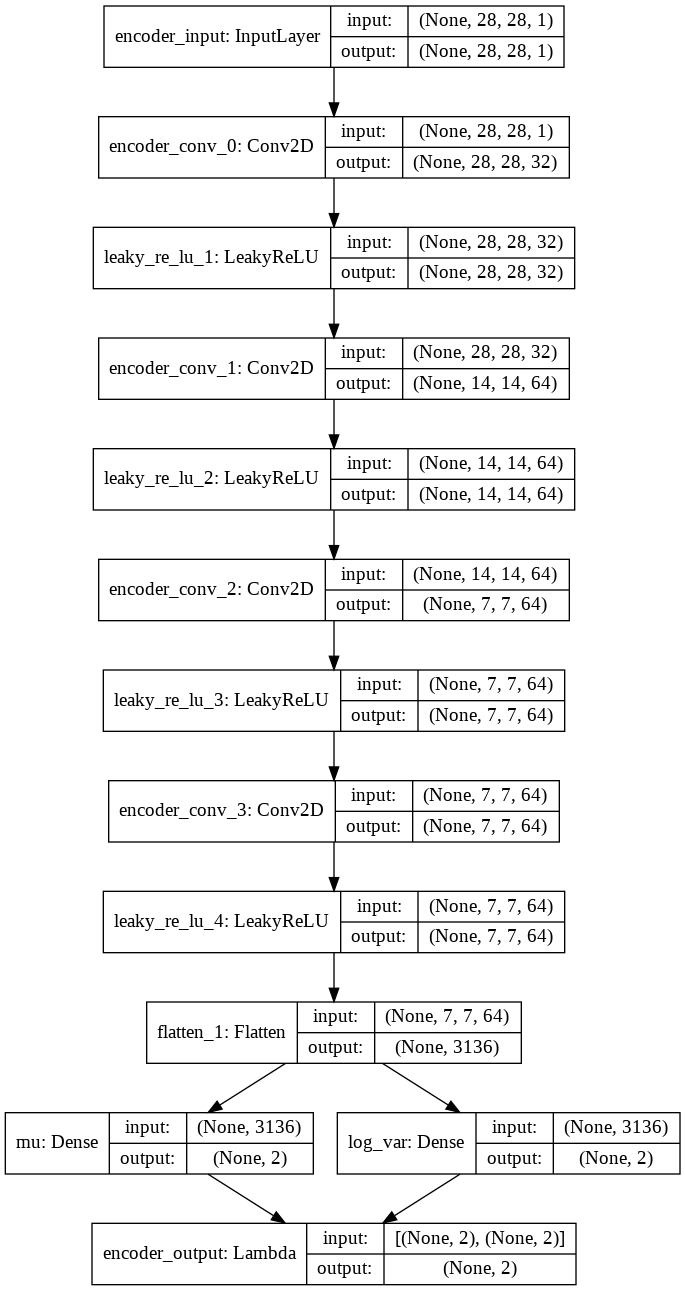 encoder_input: InputLayer
input: (None, 28, 28, 1)
output: (None, 28, 28, 1)
encoder_conv_0: Conv2D
input: (None, 28, 28, 1)
output: (None, 28, 28, 32)
leaky_re_lu_1: LeakyReLU
input: (None, 28, 28, 32)
output: (None, 28, 28, 32)
encoder_conv_1: Conv2D
input: (None, 28, 28, 32)
output: (None, 14, 14, 64)
leaky_re_lu_2: LeakyReLU
input: (None, 14, 14, 64)
output: (None, 14, 14, 64)
encoder_conv_2: Conv2D
input: (None, 14, 14, 64)
output: (None, 7, 7, 64)
leaky_re_lu_3: LeakyReLU
input: (None, 7, 7, 64)
output: (None, 7, 7, 64)
encoder_conv_3: Conv2D
input: (None, 7, 7, 64)
output: (None, 7, 7, 64)
leaky_re_lu_4: LeakyReLU
input: (None, 7, 7, 64)
output: (None, 7, 7, 64)
flatten_1: Flatten
input: (None, 7, 7, 64)
output: (None, 3136)
mu: Dense
input: (None, 3136)
output: (None, 2)
log_var: Dense
input: (None, 3136)
output: (None, 2)
encoder_output: Lambda
input: [(None, 2), (None, 2)]
output: (None, 2)